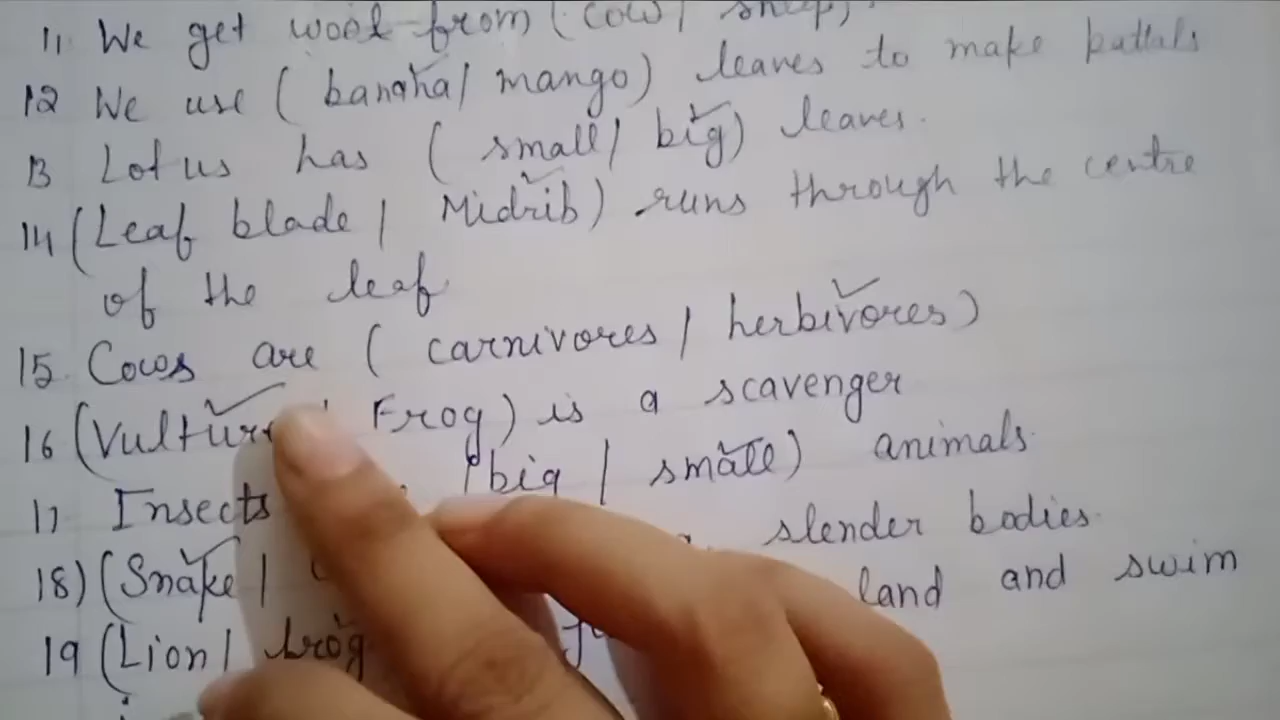 11 We get wool from (cow / sheep)
12 We use (banana / mango) leaves to make pattals
13 Lotus has (small / big) leaves.
14 (Leaf blade / Midrib) runs through the centre
of the leaf
15. Cows are (carnivores / herbivores)
16 (Vulture / Frog) is a scavenger
17 Insects (big / small) animals.
18) (Snake / slender bodies.
19 (Lion / frog land and swim